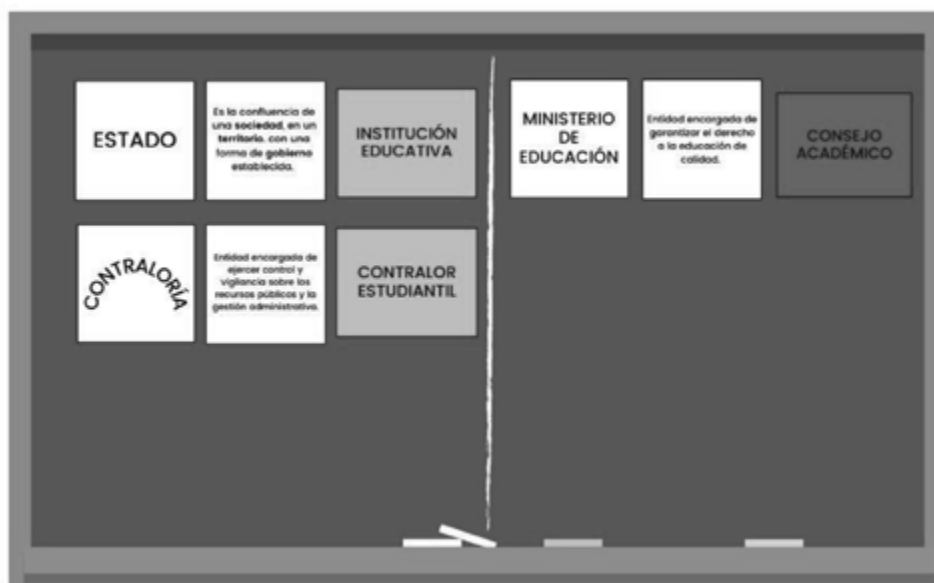 ESTADO
Es la confluencia de
una sociedad, en un
territorio, con una
forma de gobierno
establecida.
INSTITUCIÓN
EDUCATIVA
CONTRALORÍA
Entidad encargada de
ejercer control y
vigilancia sobre los
recursos públicos y la
gestión administrativa.
CONTRALOR
ESTUDIANTIL
MINISTERIO
DE
EDUCACIÓN
Entidad encargada de
garantizar el derecho
a la educación de
calidad.
CONSEJO
ACADÉMICO